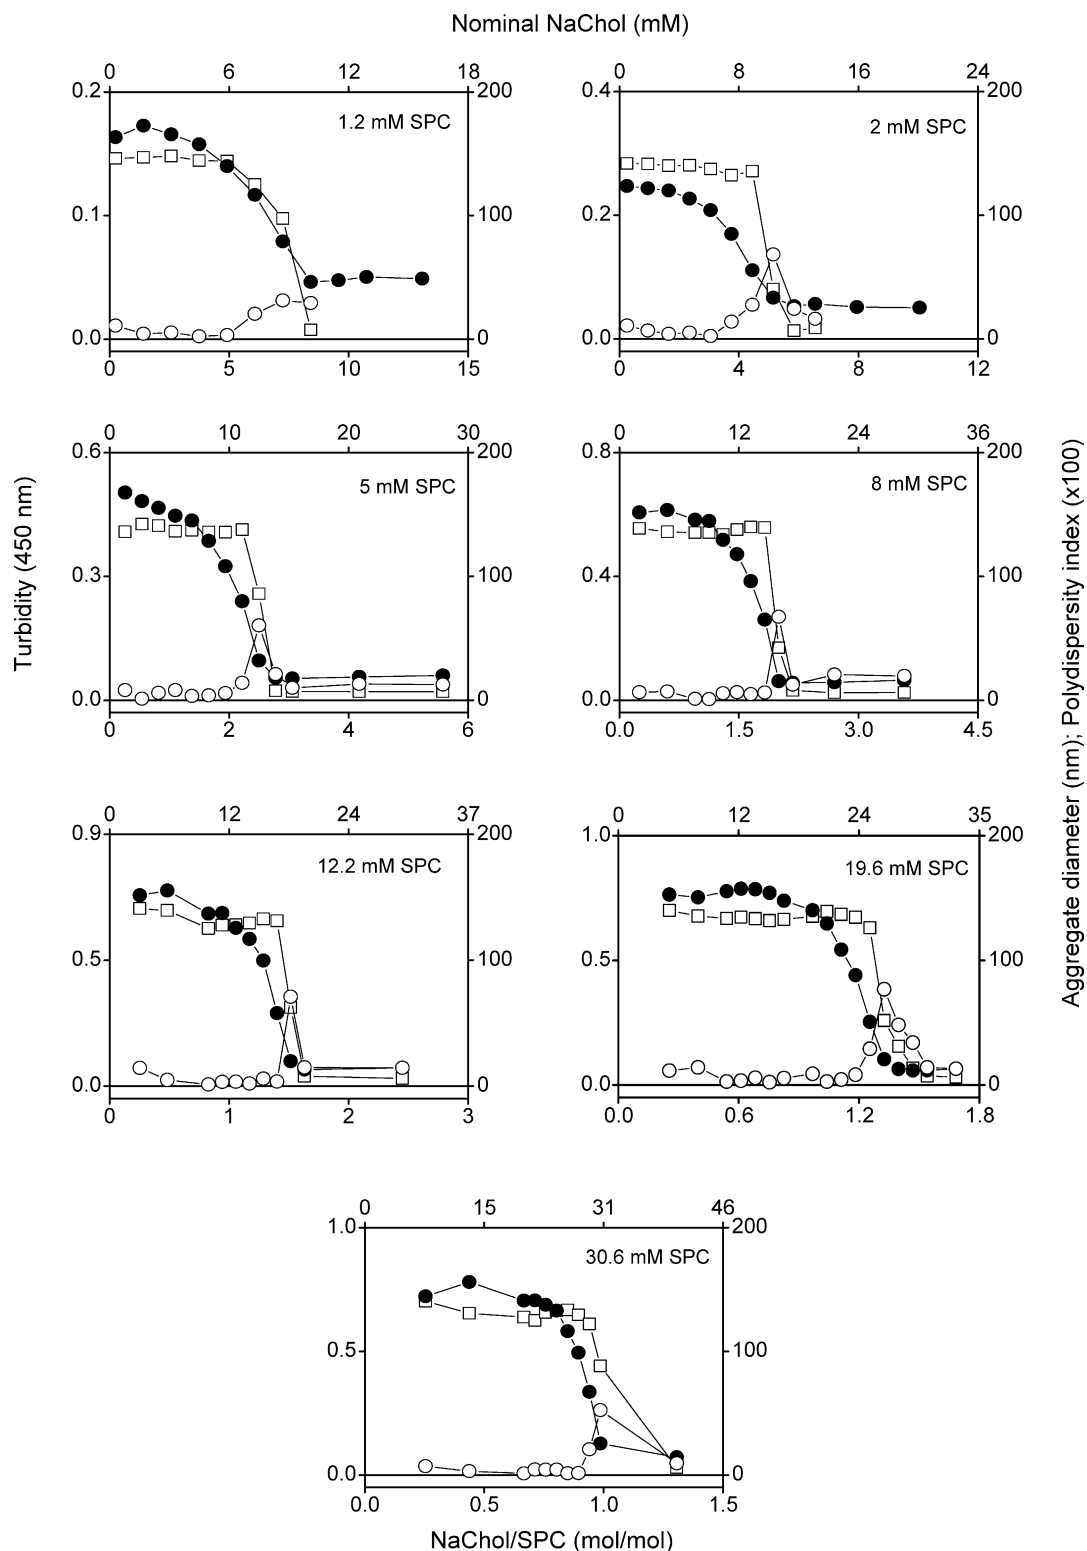 Nominal NaChol (mM)
0 6 12 18
0 8 16 24
0.2 200
0.4 200
1.2 mM SPC
2 mM SPC
0.1 100
0.2 100
0.0 0
0.0 0
0 5 10 15
0 4 8 12
0 10 20 30
0 12 24 36
0.6 200
0.8 200
5 mM SPC
8 mM SPC
0.3 100
0.4 100
0.0 0
0.0 0
0 2 4 6
0.0 1.5 3.0 4.5
Turbidity (450 nm)
Aggregate diameter (nm); Polydispersity index (x100)
0 12 24 37
0 12 24 35
0.9 200
1.0 200
12.2 mM SPC
19.6 mM SPC
0.5 100
0.5 100
0.0 0
0.0 0
0 1 2 3
0.0 0.6 1.2 1.8
0 15 31 46
1.0 200
30.6 mM SPC
0.5 100
0.0 0
0.0 0.5 1.0 1.5
NaChol/SPC (mol/mol)